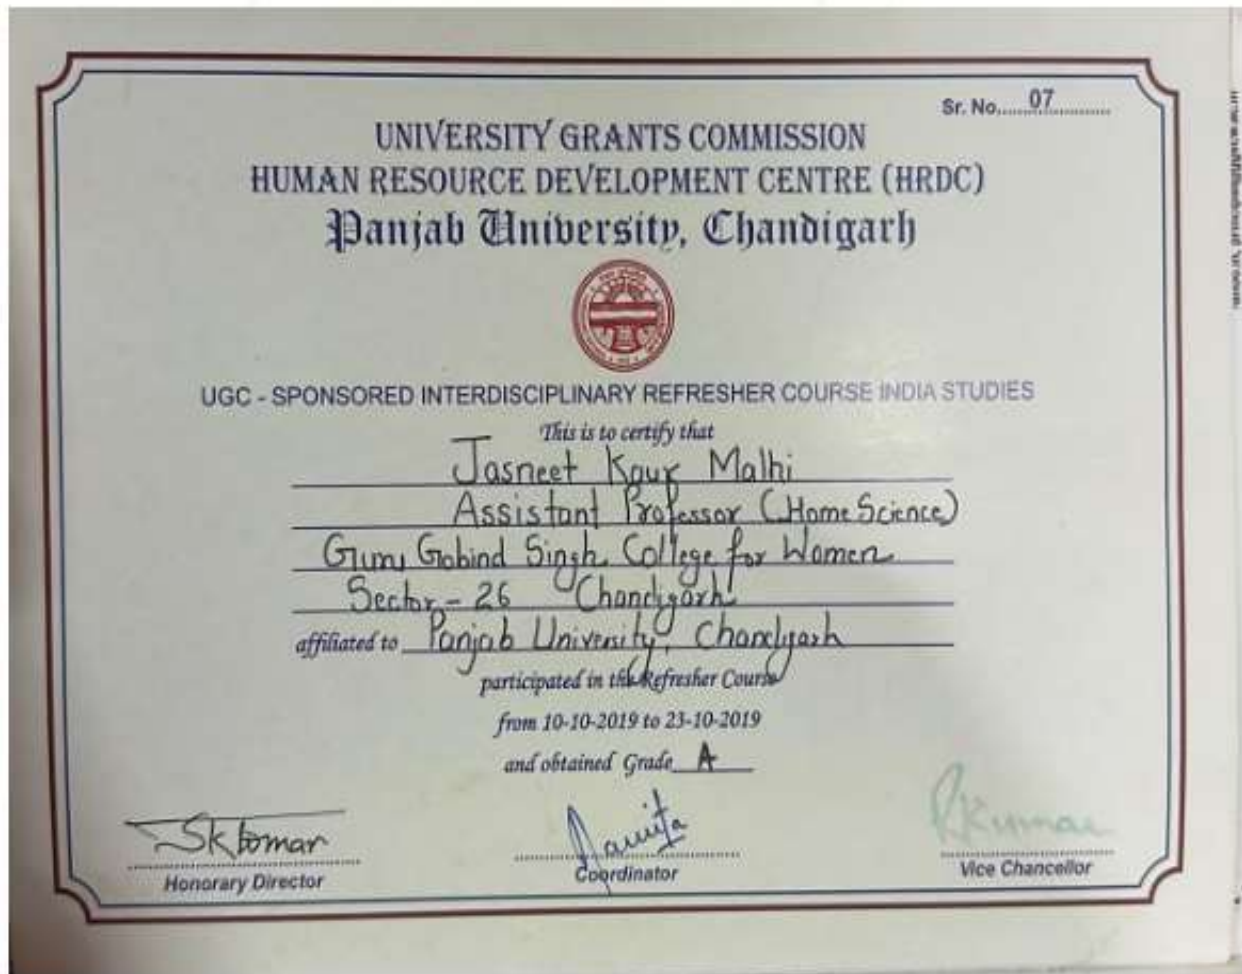 Sr. No.....07..........
UNIVERSITY GRANTS COMMISSION
HUMAN RESOURCE DEVELOPMENT CENTRE (HRDC)
Panjab University, Chandigarh
UGC - SPONSORED INTERDISCIPLINARY REFRESHER COURSE INDIA STUDIES
This is to certify that
Jasneet Kaur Malhi
Assistant Professor (Home Science)
Guru Gobind Singh College for Women
Sector - 26 Chandigarh
affiliated to Panjab University, Chandigarh
participated in the Refresher Course
from 10-10-2019 to 23-10-2019
and obtained Grade A
SKTomar
RKumar
Honorary Director
Coordinator
Vice Chancellor